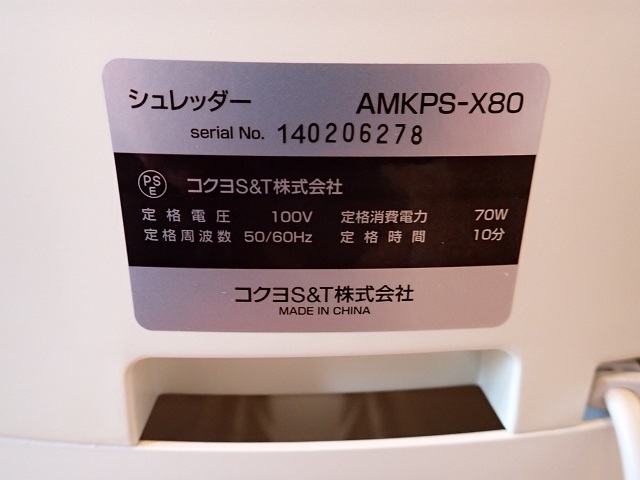 シュレッダー AMKPS-X80
serial No. 140206278
PSE コクヨS&T株式会社
定格電圧 100V 定格消費電力 70W
定格周波数 50/60Hz 定格時間 10分
コクヨS&T株式会社
MADE IN CHINA